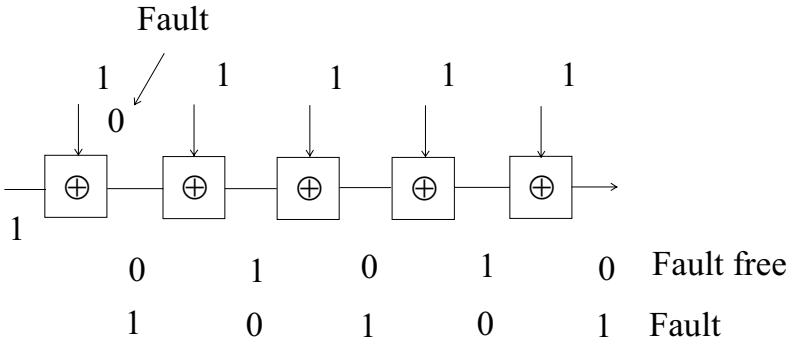 Fault
1 1 1 1 1
0
⊕ ⊕ ⊕ ⊕ ⊕
1
0 1 0 1 0 Fault free
1 0 1 0 1 Fault